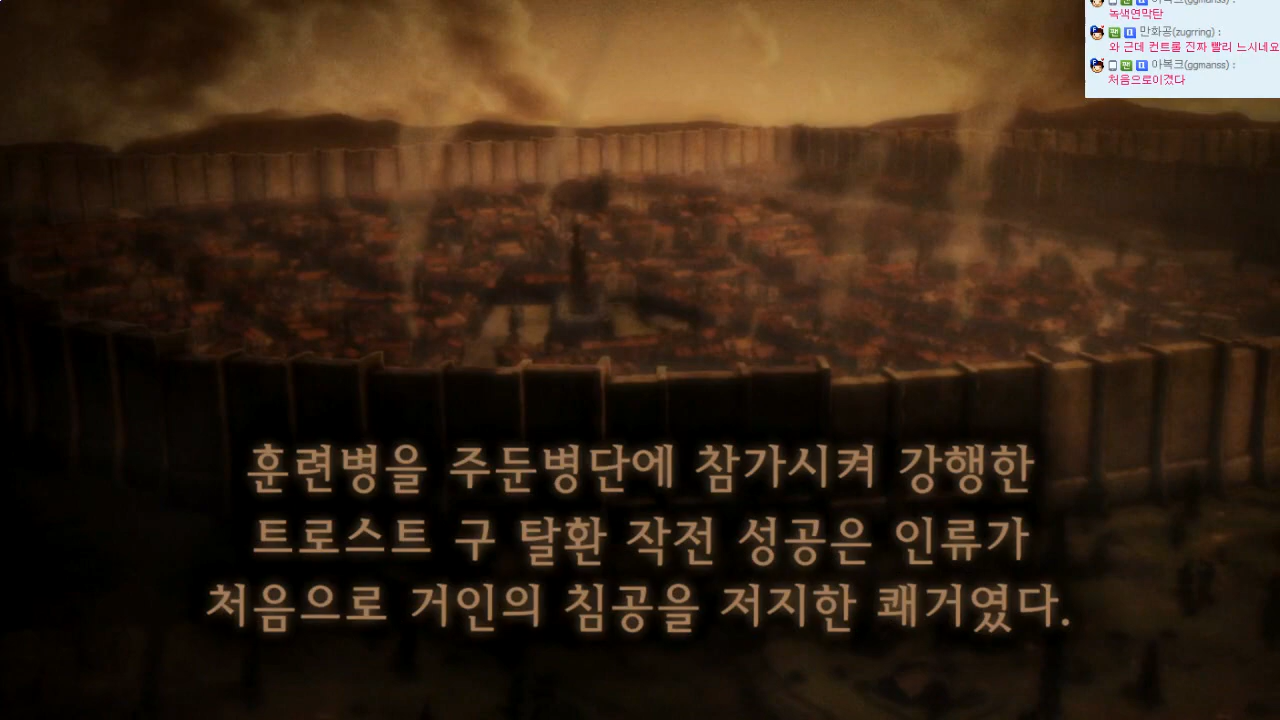 녹색연막탄
만화공(zugrring) :
와 근데 컨트롤 진짜 빨리 느시네요
아복크(ggmanss) :
처음으로이겼다
훈련병을 주둔병단에 참가시켜 강행한
트로스트 구 탈환 작전 성공은 인류가
처음으로 거인의 침공을 저지한 쾌거였다.